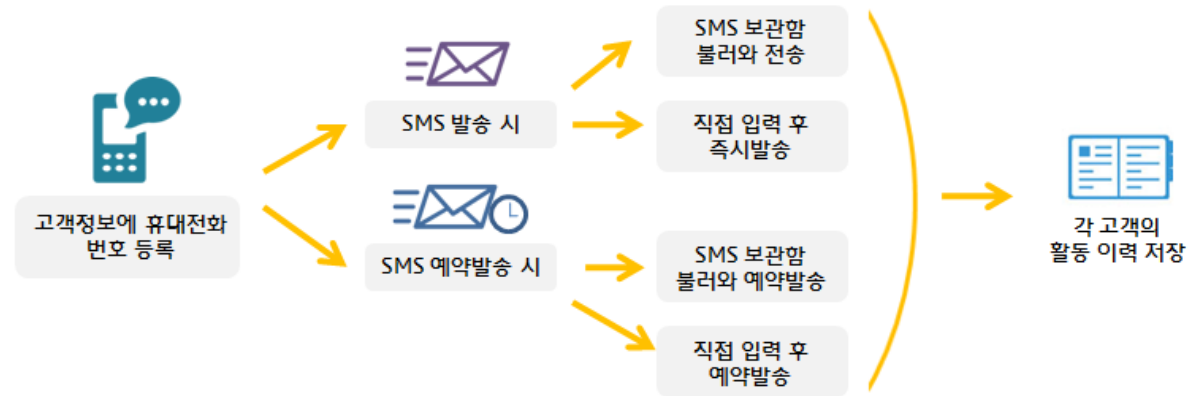 고객정보에 휴대전화
번호 등록
SMS 발송 시
SMS 예약발송 시
SMS 보관함
불러와 전송
직접 입력 후
즉시발송
SMS 보관함
불러와 예약발송
직접 입력 후
예약발송
각 고객의
활동 이력 저장